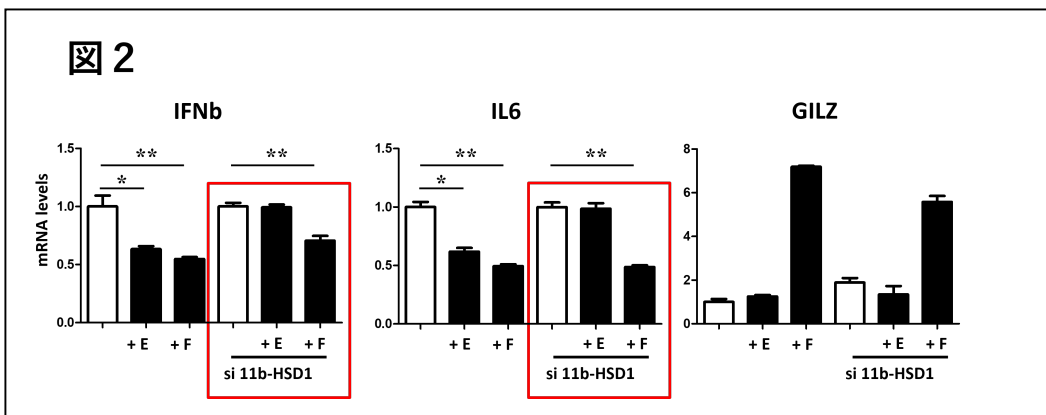 図2
IFNb
mRNA levels
1.5
1.0
0.5
0.0
**
*
**
+ E
+ F
+ E
+ F
si 11b-HSD1
IL6
1.5
1.0
0.5
0.0
**
*
**
+ E
+ F
+ E
+ F
si 11b-HSD1
GILZ
8
6
4
2
0
+ E
+ F
+ E
+ F
si 11b-HSD1